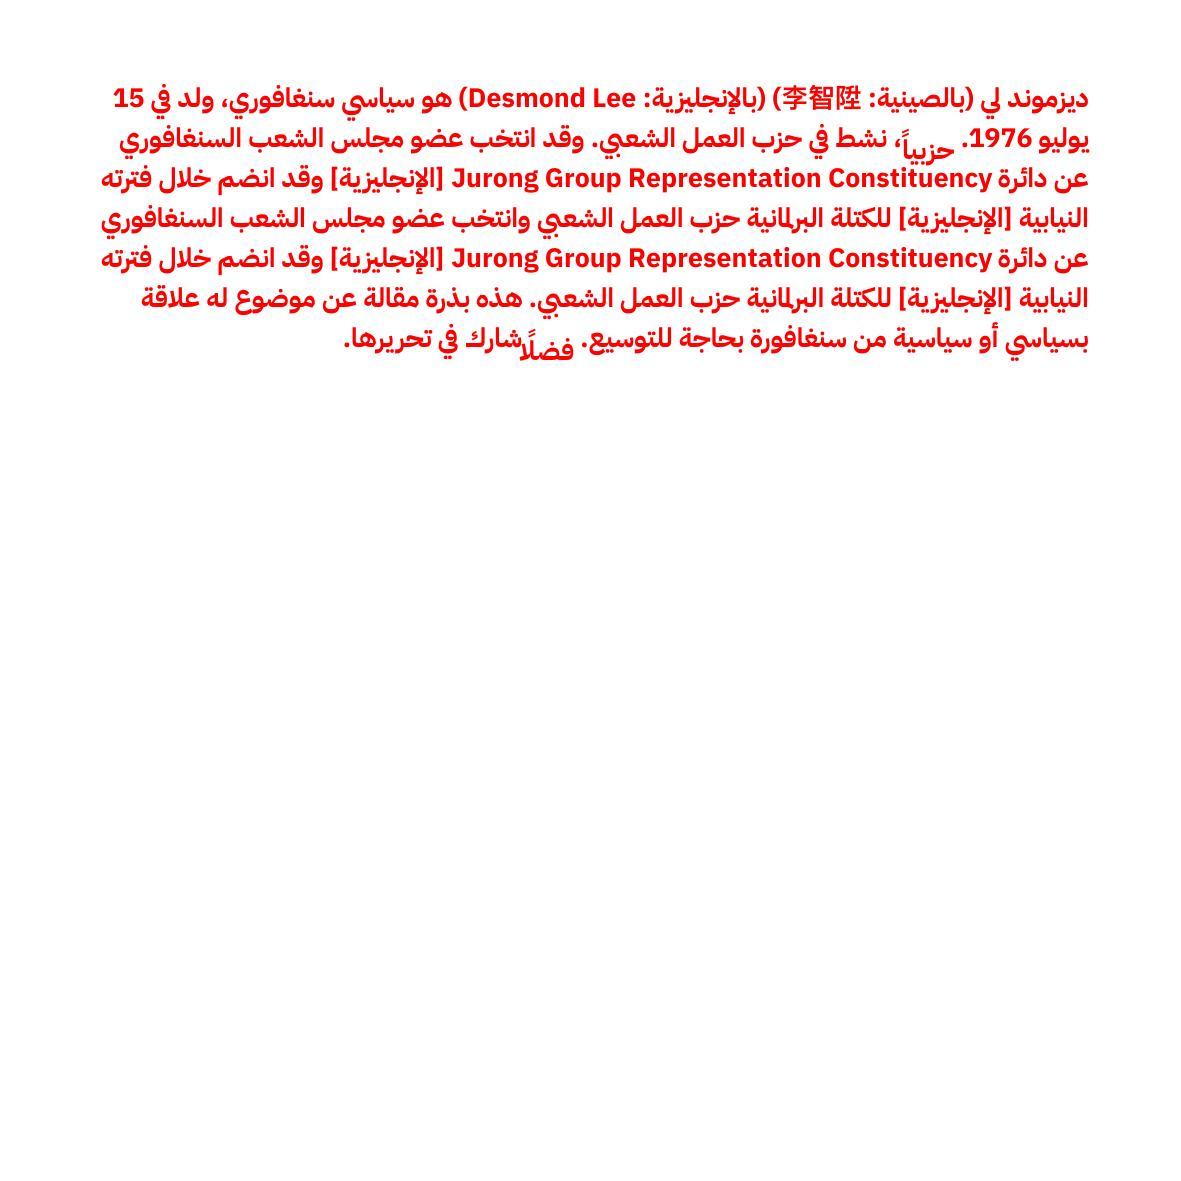 ديزموند لي (بالصينية: 李智陞) (بالإنجليزية: Desmond Lee) هو سياسي سنغافوري، ولد في 15
يوليو 1976. حزبياً، نشط في حزب العمل الشعبي. وقد انتخب عضو مجلس الشعب السنغافوري
عن دائرة Jurong Group Representation Constituency [الإنجليزية] وقد انضم خلال فترته
النيابية [الإنجليزية] للكتلة البرلمانية حزب العمل الشعبي وانتخب عضو مجلس الشعب السنغافوري
عن دائرة Jurong Group Representation Constituency [الإنجليزية] وقد انضم خلال فترته
النيابية [الإنجليزية] للكتلة البرلمانية حزب العمل الشعبي. هذه بذرة مقالة عن موضوع له علاقة
بسياسي أو سياسية من سنغافورة بحاجة للتوسيع. فضلًا شارك في تحريرها.